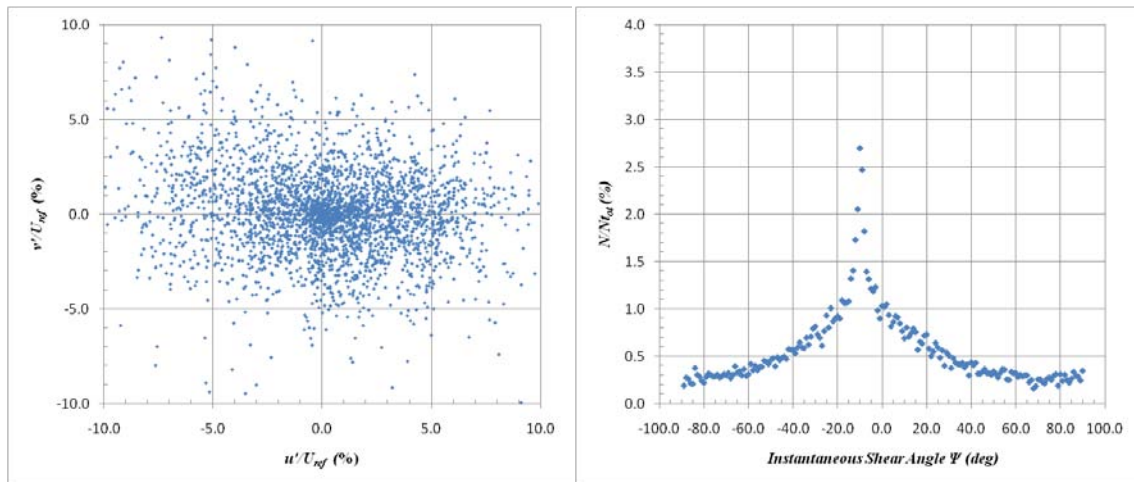 10.0
5.0
0.0
-5.0
-10.0
-10.0 -5.0 0.0 5.0 10.0
v'/U_ref (%)
u'/U_ref (%)
4.0
3.5
3.0
2.5
2.0
1.5
1.0
0.5
0.0
-100.0 -80.0 -60.0 -40.0 -20.0 0.0 20.0 40.0 60.0 80.0 100.0
N/Nt_ot (%)
Instantaneous Shear Angle Ψ (deg)